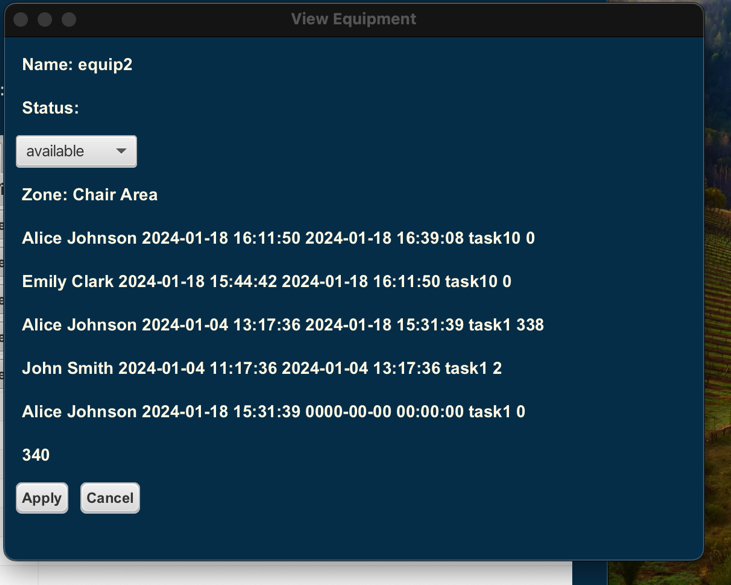 View Equipment
Name: equip2
Status:
available
Zone: Chair Area
Alice Johnson 2024-01-18 16:11:50 2024-01-18 16:39:08 task10 0
Emily Clark 2024-01-18 15:44:42 2024-01-18 16:11:50 task10 0
Alice Johnson 2024-01-04 13:17:36 2024-01-18 15:31:39 task1 338
John Smith 2024-01-04 11:17:36 2024-01-04 13:17:36 task1 2
Alice Johnson 2024-01-18 15:31:39 0000-00-00 00:00:00 task1 0
340
Apply Cancel